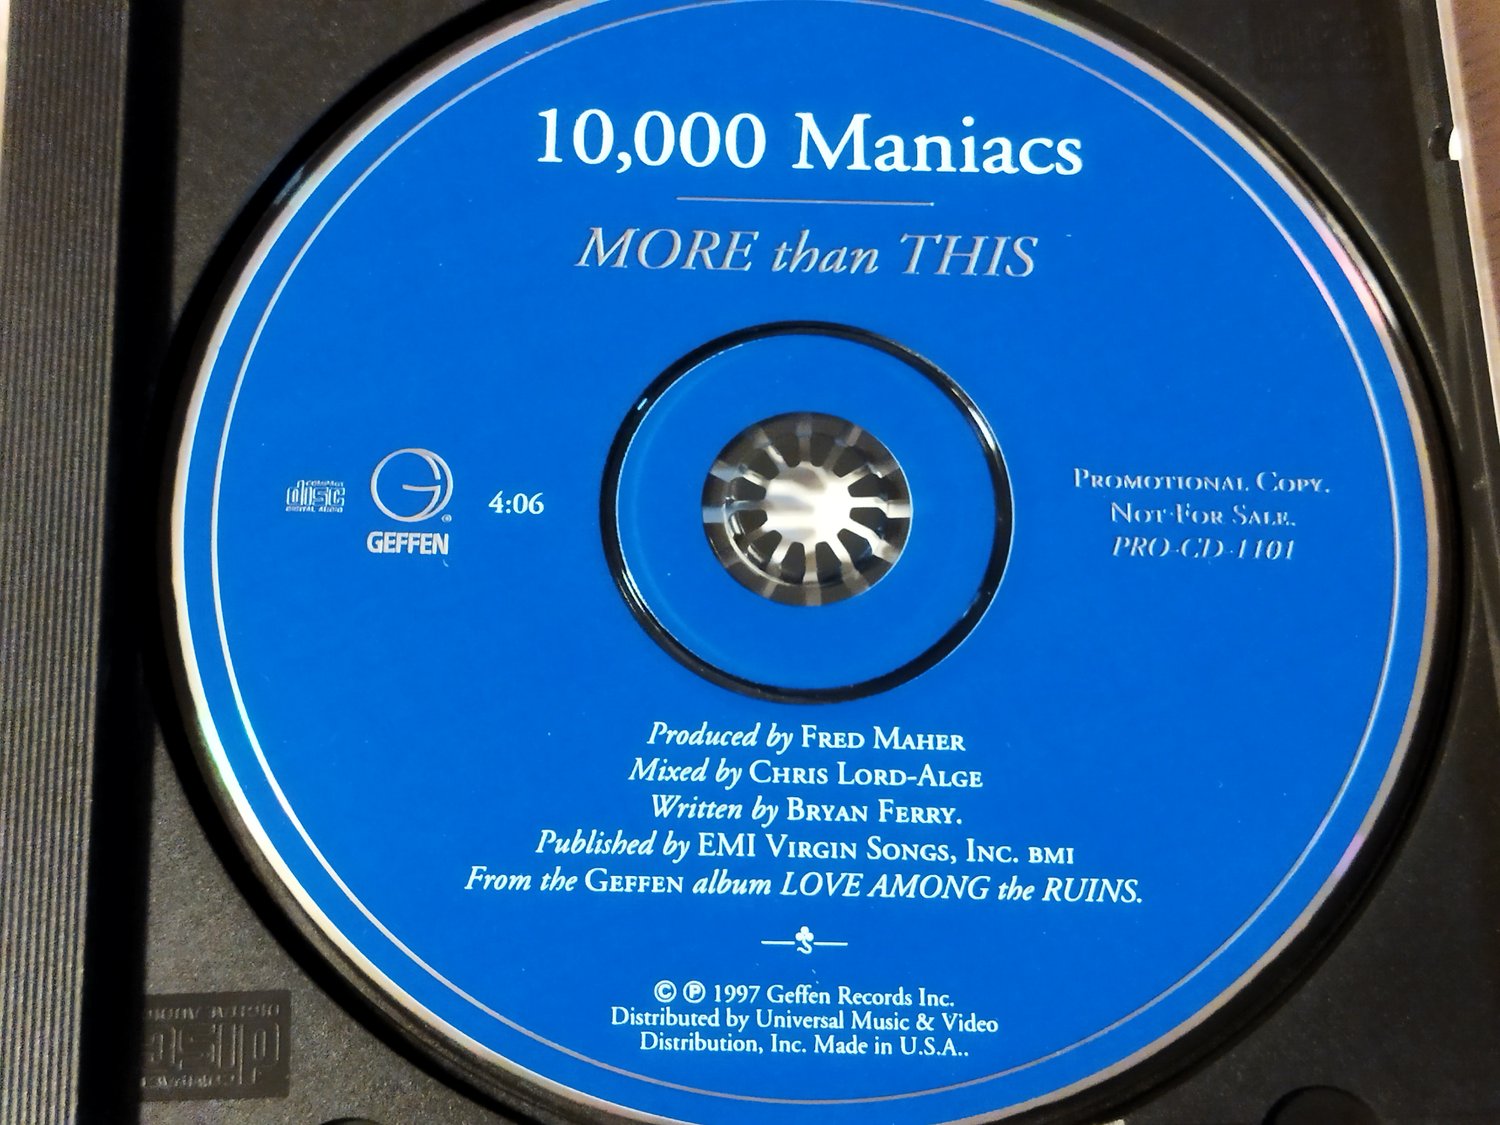 10,000 Maniacs
MORE than THIS
COMPACT
disc
DIGITAL AUDIO
GEFFEN
®
4:06
PROMOTIONAL COPY.
NOT FOR SALE.
PRO-CD-1101
Produced by FRED MAHER
Mixed by CHRIS LORD-ALGE
Written by BRYAN FERRY.
Published by EMI VIRGIN SONGS, INC. BMI
From the GEFFEN album LOVE AMONG the RUINS.
© ℗ 1997 Geffen Records Inc.
Distributed by Universal Music & Video
Distribution, Inc. Made in U.S.A..